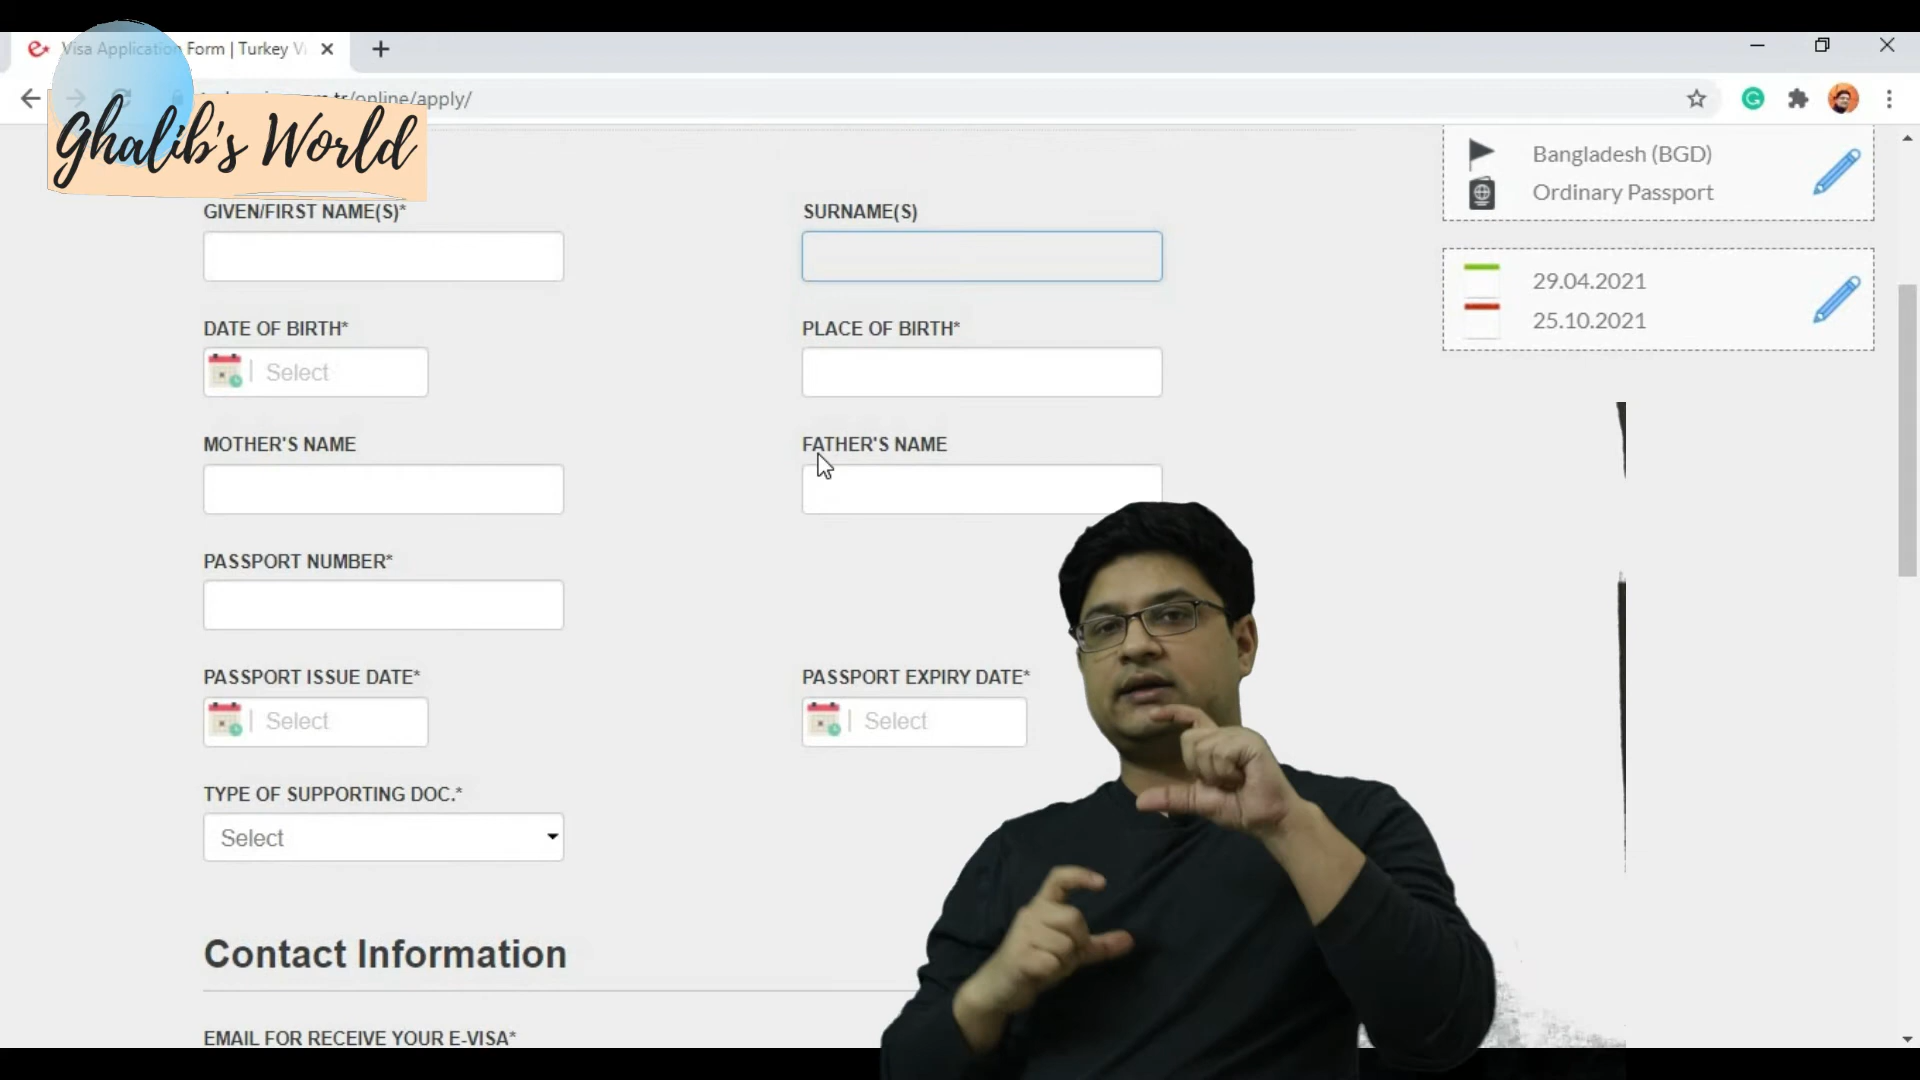 Visa Application Form | Turkey Vi
online/apply/
Ghalib's World
Bangladesh (BGD)
Ordinary Passport
29.04.2021
25.10.2021
GIVEN/FIRST NAME(S)*
SURNAME(S)
DATE OF BIRTH*
PLACE OF BIRTH*
Select
MOTHER'S NAME
FATHER'S NAME
PASSPORT NUMBER*
PASSPORT ISSUE DATE*
PASSPORT EXPIRY DATE*
Select
Select
TYPE OF SUPPORTING DOC.*
Select
Contact Information
EMAIL FOR RECEIVE YOUR E-VISA*